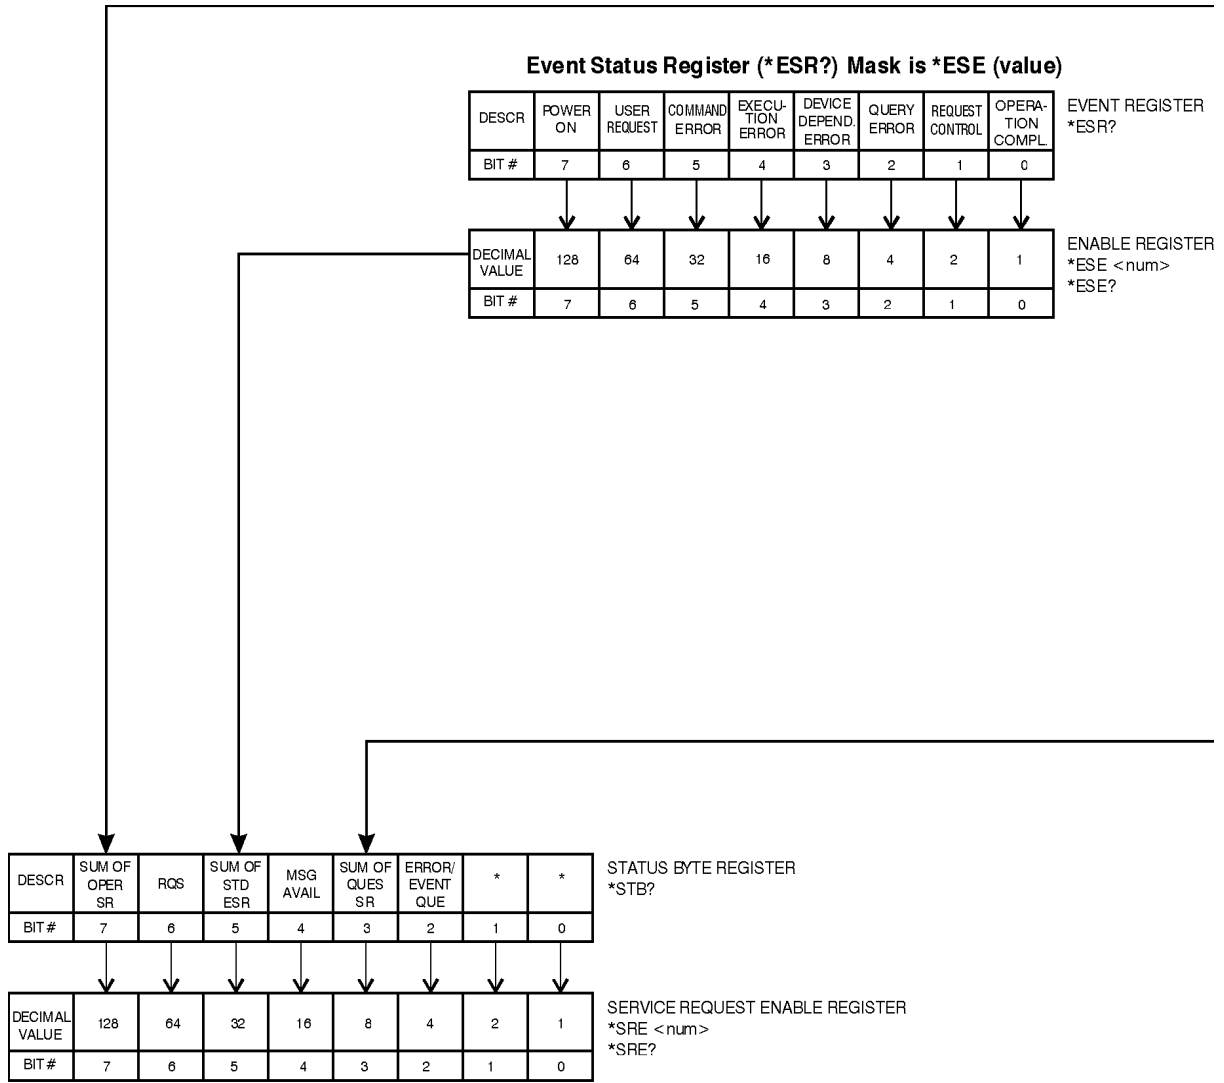 Event Status Register (*ESR?) Mask is *ESE (value)
DESCR POWER ON USER REQUEST COMMAND ERROR EXECU- TION ERROR DEVICE DEPEND. ERROR QUERY ERROR REQUEST CONTROL OPERA- TION COMPL.
BIT # 7 6 5 4 3 2 1 0
EVENT REGISTER
*ESR?
DECIMAL VALUE 128 64 32 16 8 4 2 1
BIT # 7 6 5 4 3 2 1 0
ENABLE REGISTER
*ESE <num>
*ESE?
DESCR SUM OF OPER SR RQS SUM OF STD ESR MSG AVAIL SUM OF QUES SR ERROR/ EVENT QUE * *
BIT # 7 6 5 4 3 2 1 0
STATUS BYTE REGISTER
*STB?
DECIMAL VALUE 128 64 32 16 8 4 2 1
BIT # 7 6 5 4 3 2 1 0
SERVICE REQUEST ENABLE REGISTER
*SRE <num>
*SRE?